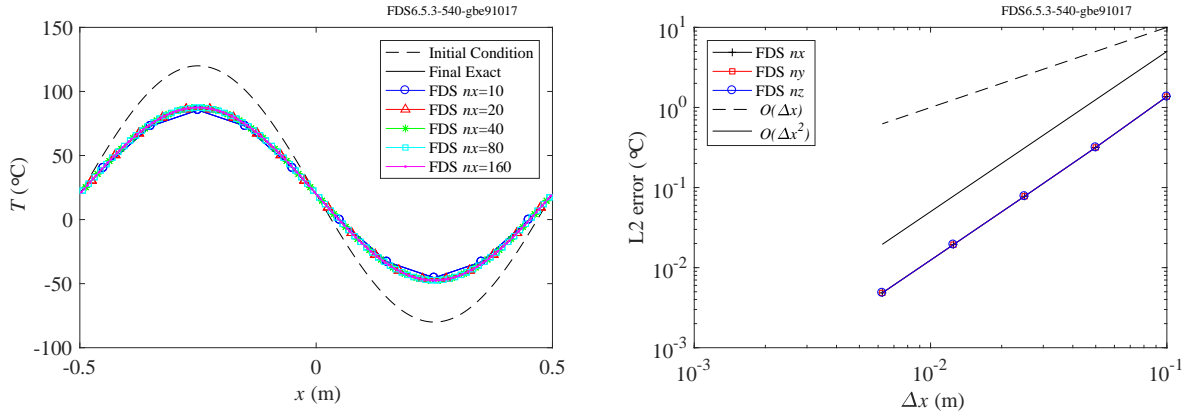 FDS6.5.3-540-gbe91017
150
100
50
0
-50
-100
-0.5
0
0.5
x (m)
T (°C)
Initial Condition
Final Exact
FDS nx=10
FDS nx=20
FDS nx=40
FDS nx=80
FDS nx=160
FDS6.5.3-540-gbe91017
10^1
10^0
10^-1
10^-2
10^-3
10^-3
10^-2
10^-1
Δx (m)
L2 error (°C)
FDS nx
FDS ny
FDS nz
O(Δx)
O(Δx^2)